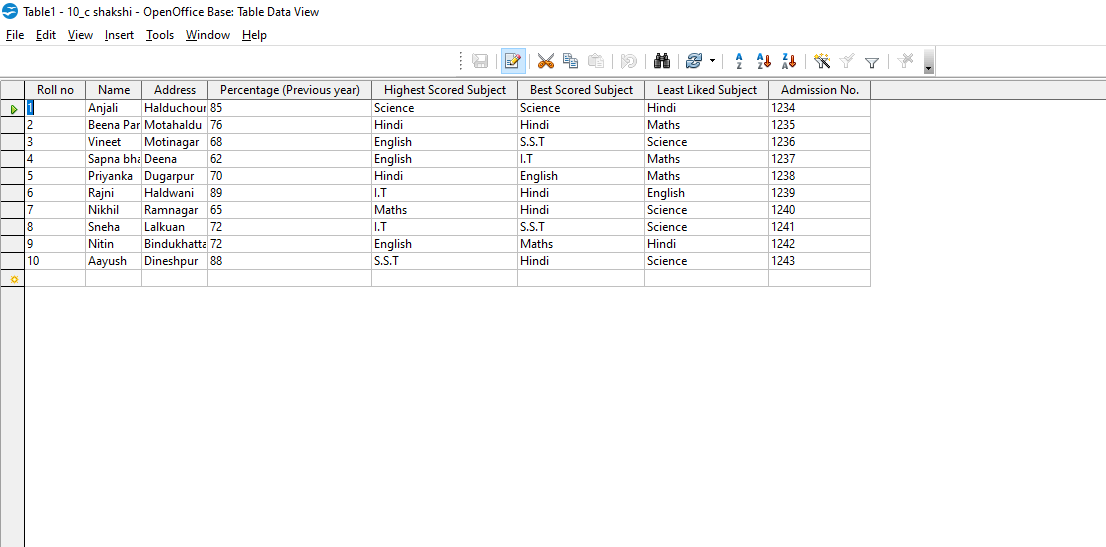 Table1 - 10_c shakshi - OpenOffice Base: Table Data View
File Edit View Insert Tools Window Help
Roll no Name Address Percentage (Previous year) Highest Scored Subject Best Scored Subject Least Liked Subject Admission No.
1 Anjali Halduchour 85 Science Science Hindi 1234
2 Beena Par Motahaldu 76 Hindi Hindi Maths 1235
3 Vineet Motinagar 68 English S.S.T Science 1236
4 Sapna bha Deena 62 English I.T Maths 1237
5 Priyanka Dugarpur 70 Hindi English Maths 1238
6 Rajni Haldwani 89 I.T Hindi English 1239
7 Nikhil Ramnagar 65 Maths Hindi Science 1240
8 Sneha Lalkuan 72 I.T S.S.T Science 1241
9 Nitin Bindukhatta 72 English Maths Hindi 1242
10 Aayush Dineshpur 88 S.S.T Hindi Science 1243